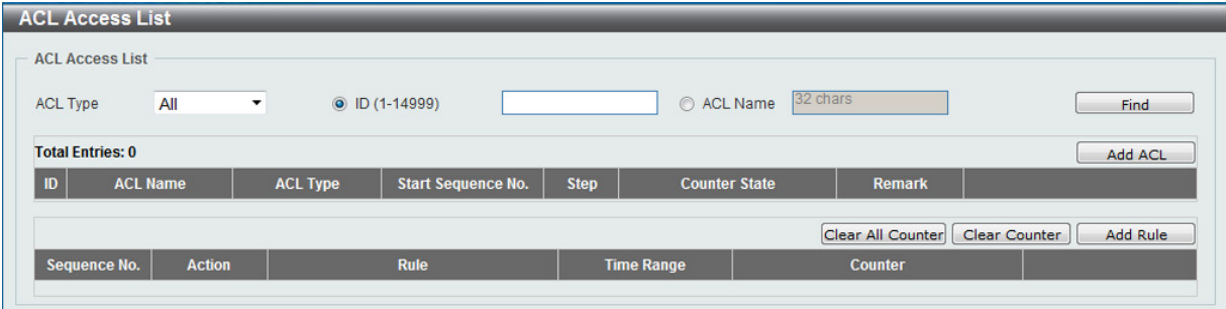 ACL Access List
ACL Access List
ACL Type All ID (1-14999) ACL Name 32 chars Find
Total Entries: 0 Add ACL
ID ACL Name ACL Type Start Sequence No. Step Counter State Remark
Clear All Counter Clear Counter Add Rule
Sequence No. Action Rule Time Range Counter